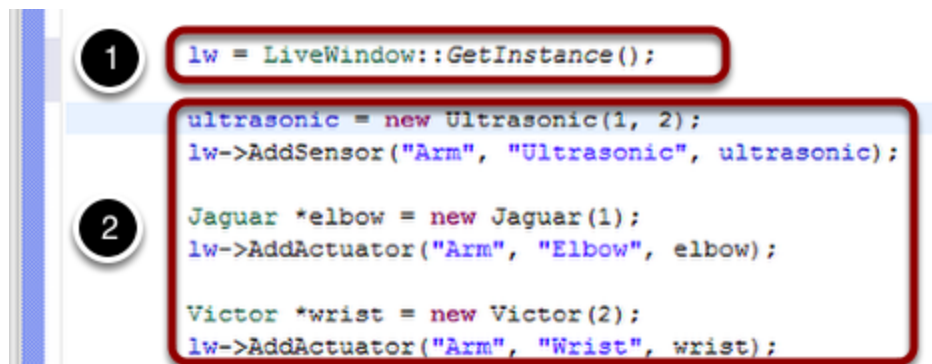 1
lw = LiveWindow::GetInstance();
ultrasonic = new Ultrasonic(1, 2);
lw->AddSensor("Arm", "Ultrasonic", ultrasonic);
2
Jaguar *elbow = new Jaguar(1);
lw->AddActuator("Arm", "Elbow", elbow);
Victor *wrist = new Victor(2);
lw->AddActuator("Arm", "Wrist", wrist);